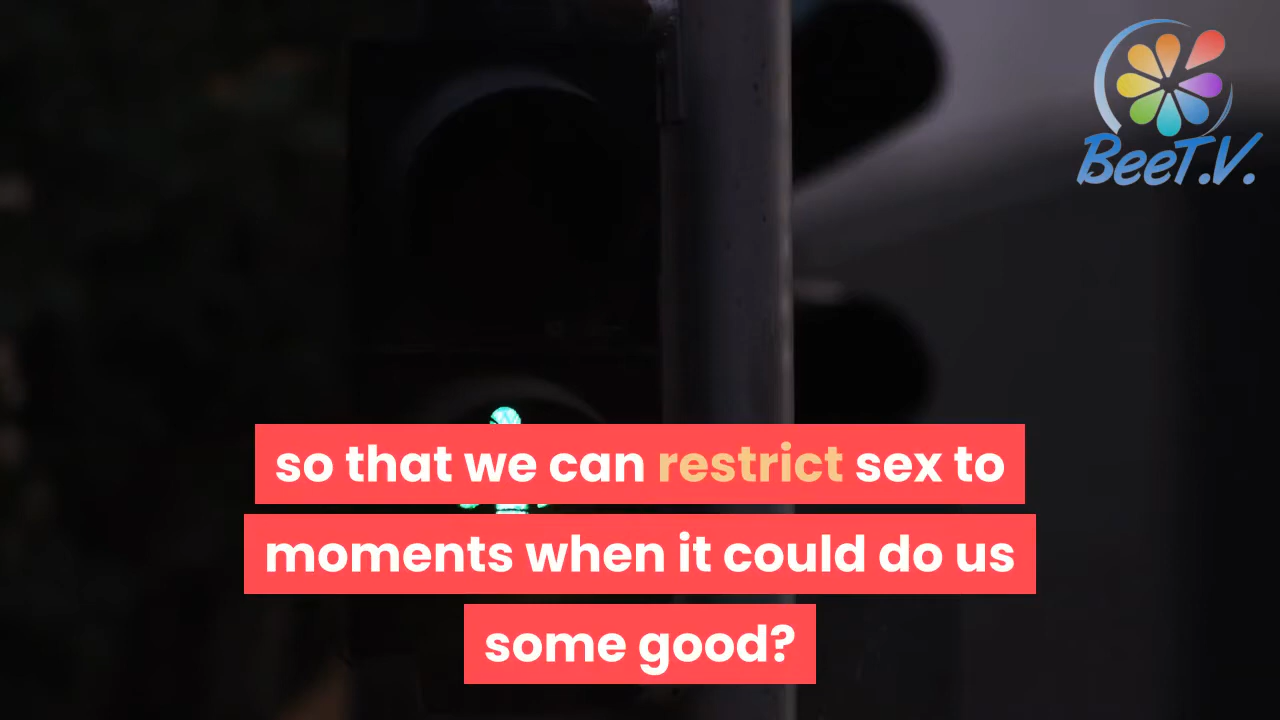 BeeT.V.
so that we can restrict sex to
moments when it could do us
some good?